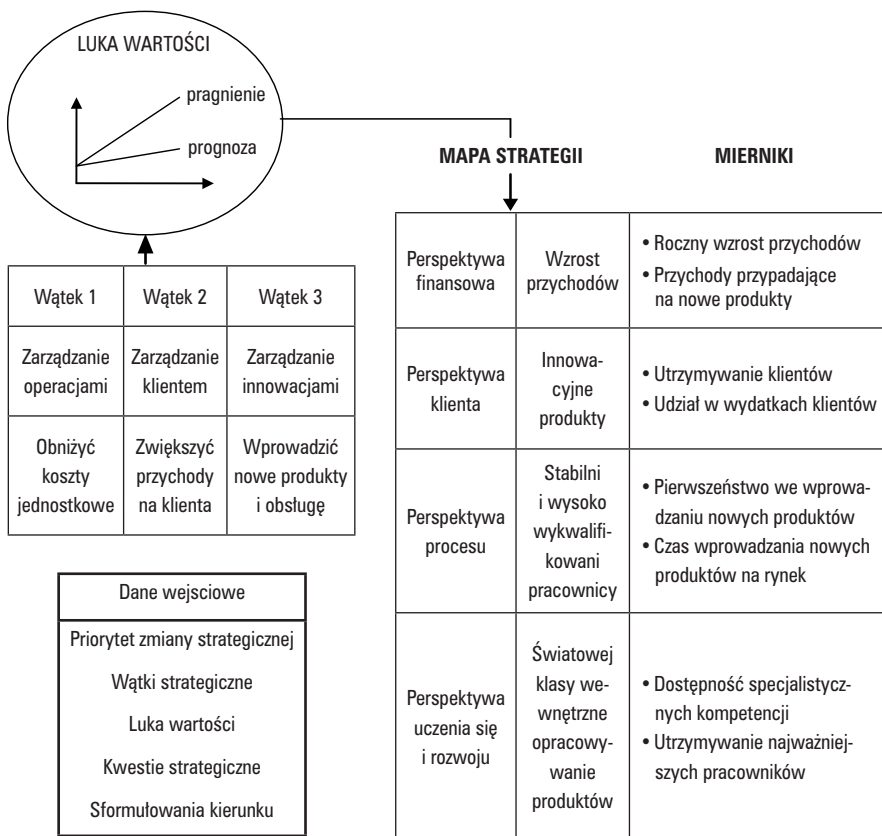 LUKA WARTOŚCI
pragnienie
prognoza
Wątek 1
Wątek 2
Wątek 3
Zarządzanie
operacjami
Zarządzanie
klientem
Zarządzanie
innowacjami
Obniżyć
koszty
jednostkowe
Zwiększyć
przychody
na klienta
Wprowadzić
nowe produkty
i obsługę
Dane wejsciowe
Priorytet zmiany strategicznej
Wątki strategiczne
Luka wartości
Kwestie strategiczne
Sformułowania kierunku
MAPA STRATEGII
MIERNIKI
Perspektywa
finansowa
Wzrost
przychodów
• Roczny wzrost przychodów
• Przychody przypadające
na nowe produkty
Perspektywa
klienta
Innowa-
cyjne
produkty
• Utrzymywanie klientów
• Udział w wydatkach klientów
Perspektywa
procesu
Stabilni
i wysoko
wykwalifi-
kowani
pracownicy
• Pierwszeństwo we wprowa-
dzaniu nowych produktów
• Czas wprowadzania nowych
produktów na rynek
Perspektywa
uczenia się
i rozwoju
Światowej
klasy we-
wnętrzne
opracowy-
wanie
produktów
• Dostępność specjalistycz-
nych kompetencji
• Utrzymywanie najważniej-
szych pracowników